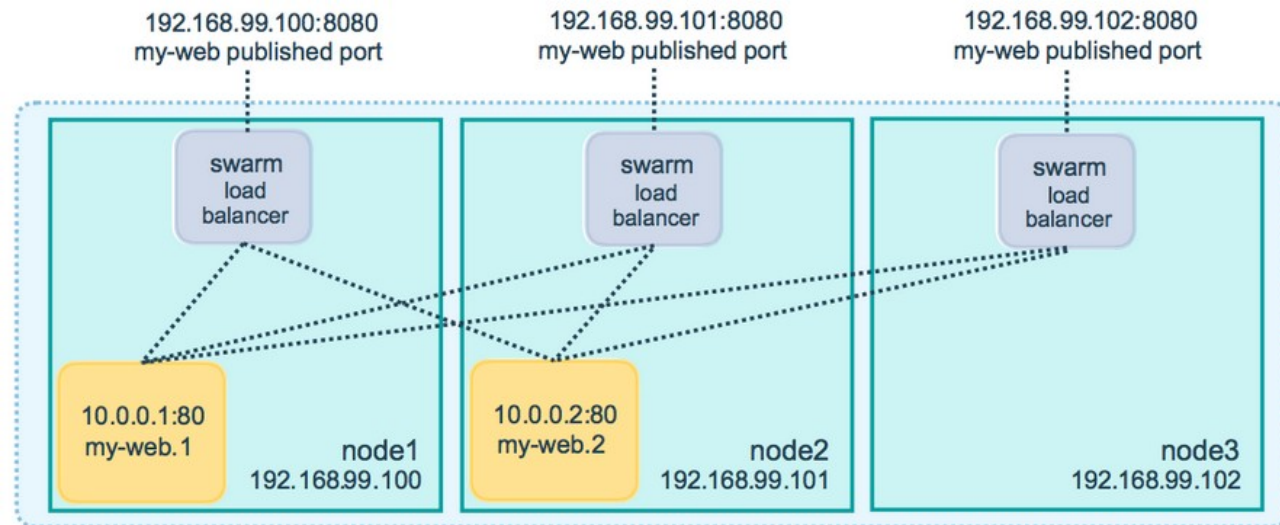 192.168.99.100:8080
my-web published port
192.168.99.101:8080
my-web published port
192.168.99.102:8080
my-web published port
swarm
load
balancer
swarm
load
balancer
swarm
load
balancer
10.0.0.1:80
my-web.1
node1
192.168.99.100
10.0.0.2:80
my-web.2
node2
192.168.99.101
node3
192.168.99.102